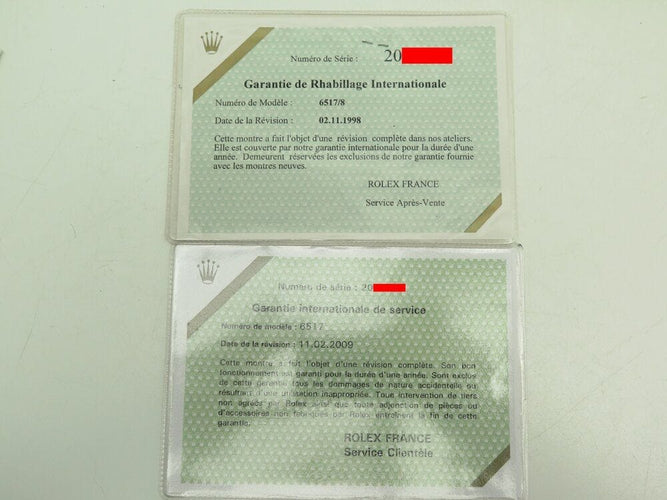 Numéro de Série : 20
Garantie de Rhabillage Internationale
Numéro de Modèle : 6517/8
Date de la Révision : 02.11.1998
Cette montre a fait l'objet d'une révision complète dans nos ateliers.
Elle est couverte par notre garantie internationale pour la durée d'une
année. Demeurent réservées les exclusions de notre garantie fournie
avec les montres neuves.
ROLEX FRANCE
Service Après-Vente
Numéro de série : 20
Garantie internationale de service
Numéro de modèle : 6517
Date de la révision : 11.02.2009
Cette montre a fait l'objet d'une révision complète. Son bon
fonctionnement est garanti pour la durée d'une année. Sont exclus
de cette garantie tous les dommages de nature accidentelle ou
résultant d'une utilisation inappropriée. Tous intervention de tiers
non agréés par Rolex ainsi que toute adjonction de pièces ou
d'accessoires non fabriqués par Rolex entraînent la fin de cette
garantie.
ROLEX FRANCE
Service Clientèle